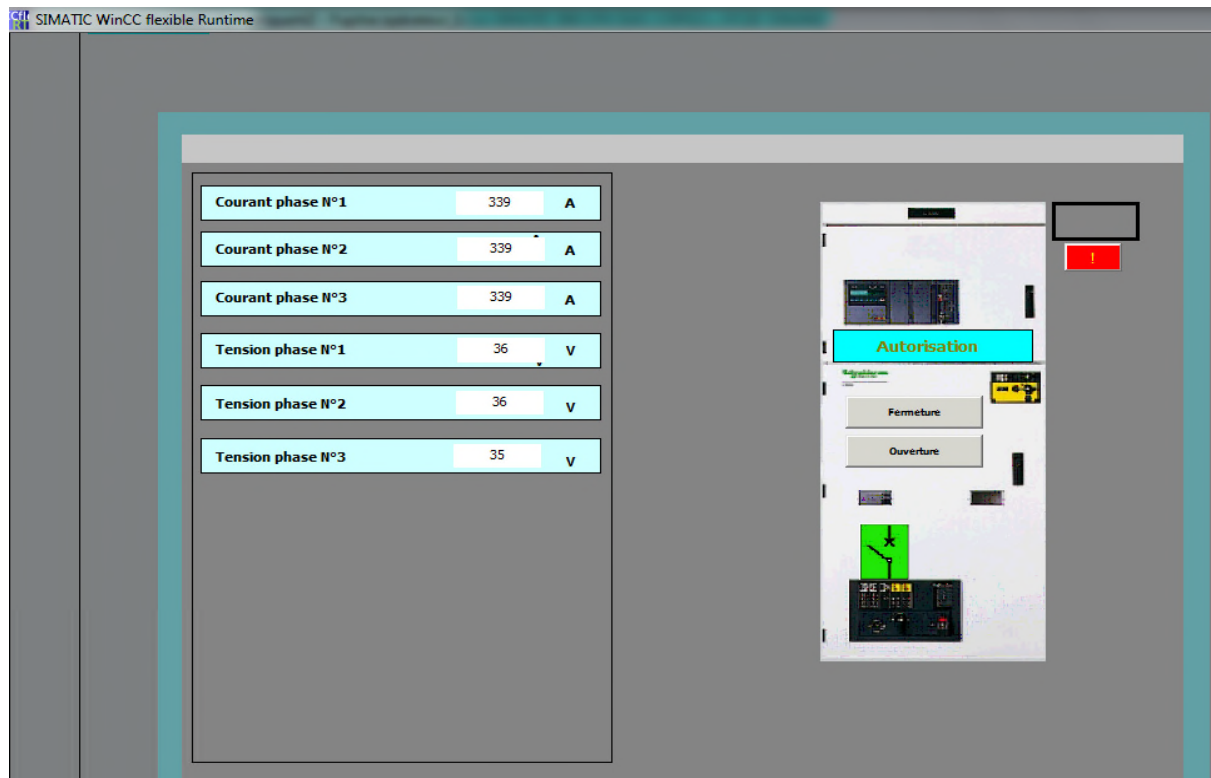 SIMATIC WinCC flexible Runtime
Courant phase N°1 339 A
Courant phase N°2 339 A
Courant phase N°3 339 A
Tension phase N°1 36 V
Tension phase N°2 36 V
Tension phase N°3 35 V
!
Autorisation
Fermeture
Ouverture